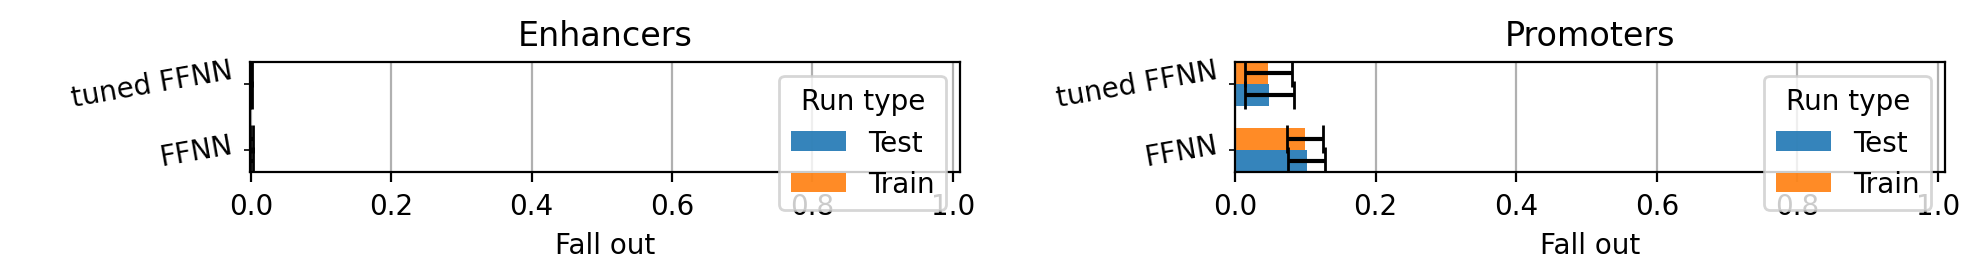 Enhancers
tuned FFNN
FFNN
Run type
Test
Train
0.0 0.2 0.4 0.6 0.8 1.0
Fall out
Promoters
tuned FFNN
FFNN
Run type
Test
Train
0.0 0.2 0.4 0.6 0.8 1.0
Fall out